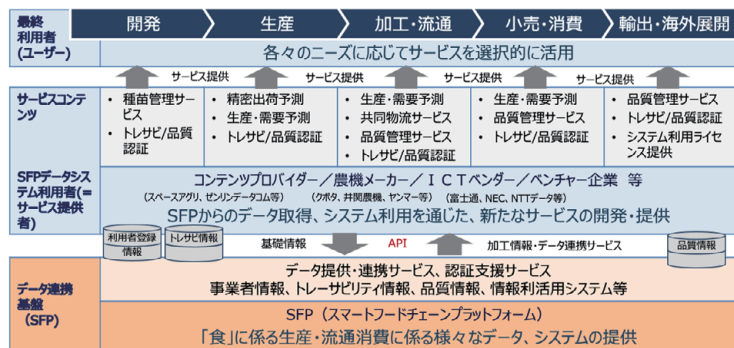 最終
利用者
(ユーザー)
開発
生産
加工・流通
小売・消費
輸出・海外展開
各々のニーズに応じてサービスを選択的に活用
サービス提供
サービス提供
サービス提供
サービス提供
サービス提供
サービスコンテ
ンツ
• 種苗管理サー
ビス
• トレサビ/品質
認証
• 精密出荷予測
• 生産・需要予測
• トレサビ/品質認証
• 生産・需要予測
• 共同物流サービス
• 品質管理サービス
• トレサビ/品質認証
• 生産・需要予測
• 品質管理サービス
• トレサビ/品質認証
• 品質管理サービス
• トレサビ/品質認証
• システム利用ライセ
ンス提供
SFPデータシス
テム利用者(=
サービス提供
者)
コンテンツプロバイダー／農機メーカー／ＩＣＴベンダー／ベンチャー企業 等
(スペースアグリ、ゼンリンデータコム等)
(クボタ、井関農機、ヤンマー等)
(富士通、NEC、NTTデータ等)
SFPからのデータ取得、システム利用を通じた、新たなサービスの開発・提供
利用者登録
情報
トレサビ情報
基礎情報
API
加工情報・データ連携サービス
品質情報
データ連携
基盤
（SFP）
データ提供・連携サービス、認証支援サービス
事業者情報、トレーサビリティ情報、品質情報、情報利活用システム等
SFP（スマートフードチェーンプラットフォーム）
「食」に係る生産・流通消費に係る様々なデータ、システムの提供